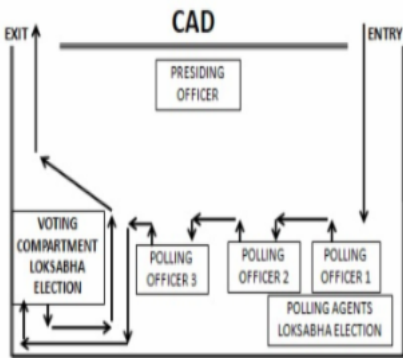 CAD
EXIT
ENTRY
PRESIDING
OFFICER
VOTING
COMPARTMENT
LOKSABHA
ELECTION
POLLING
OFFICER 3
POLLING
OFFICER 2
POLLING
OFFICER 1
POLLING AGENTS
LOKSABHA ELECTION